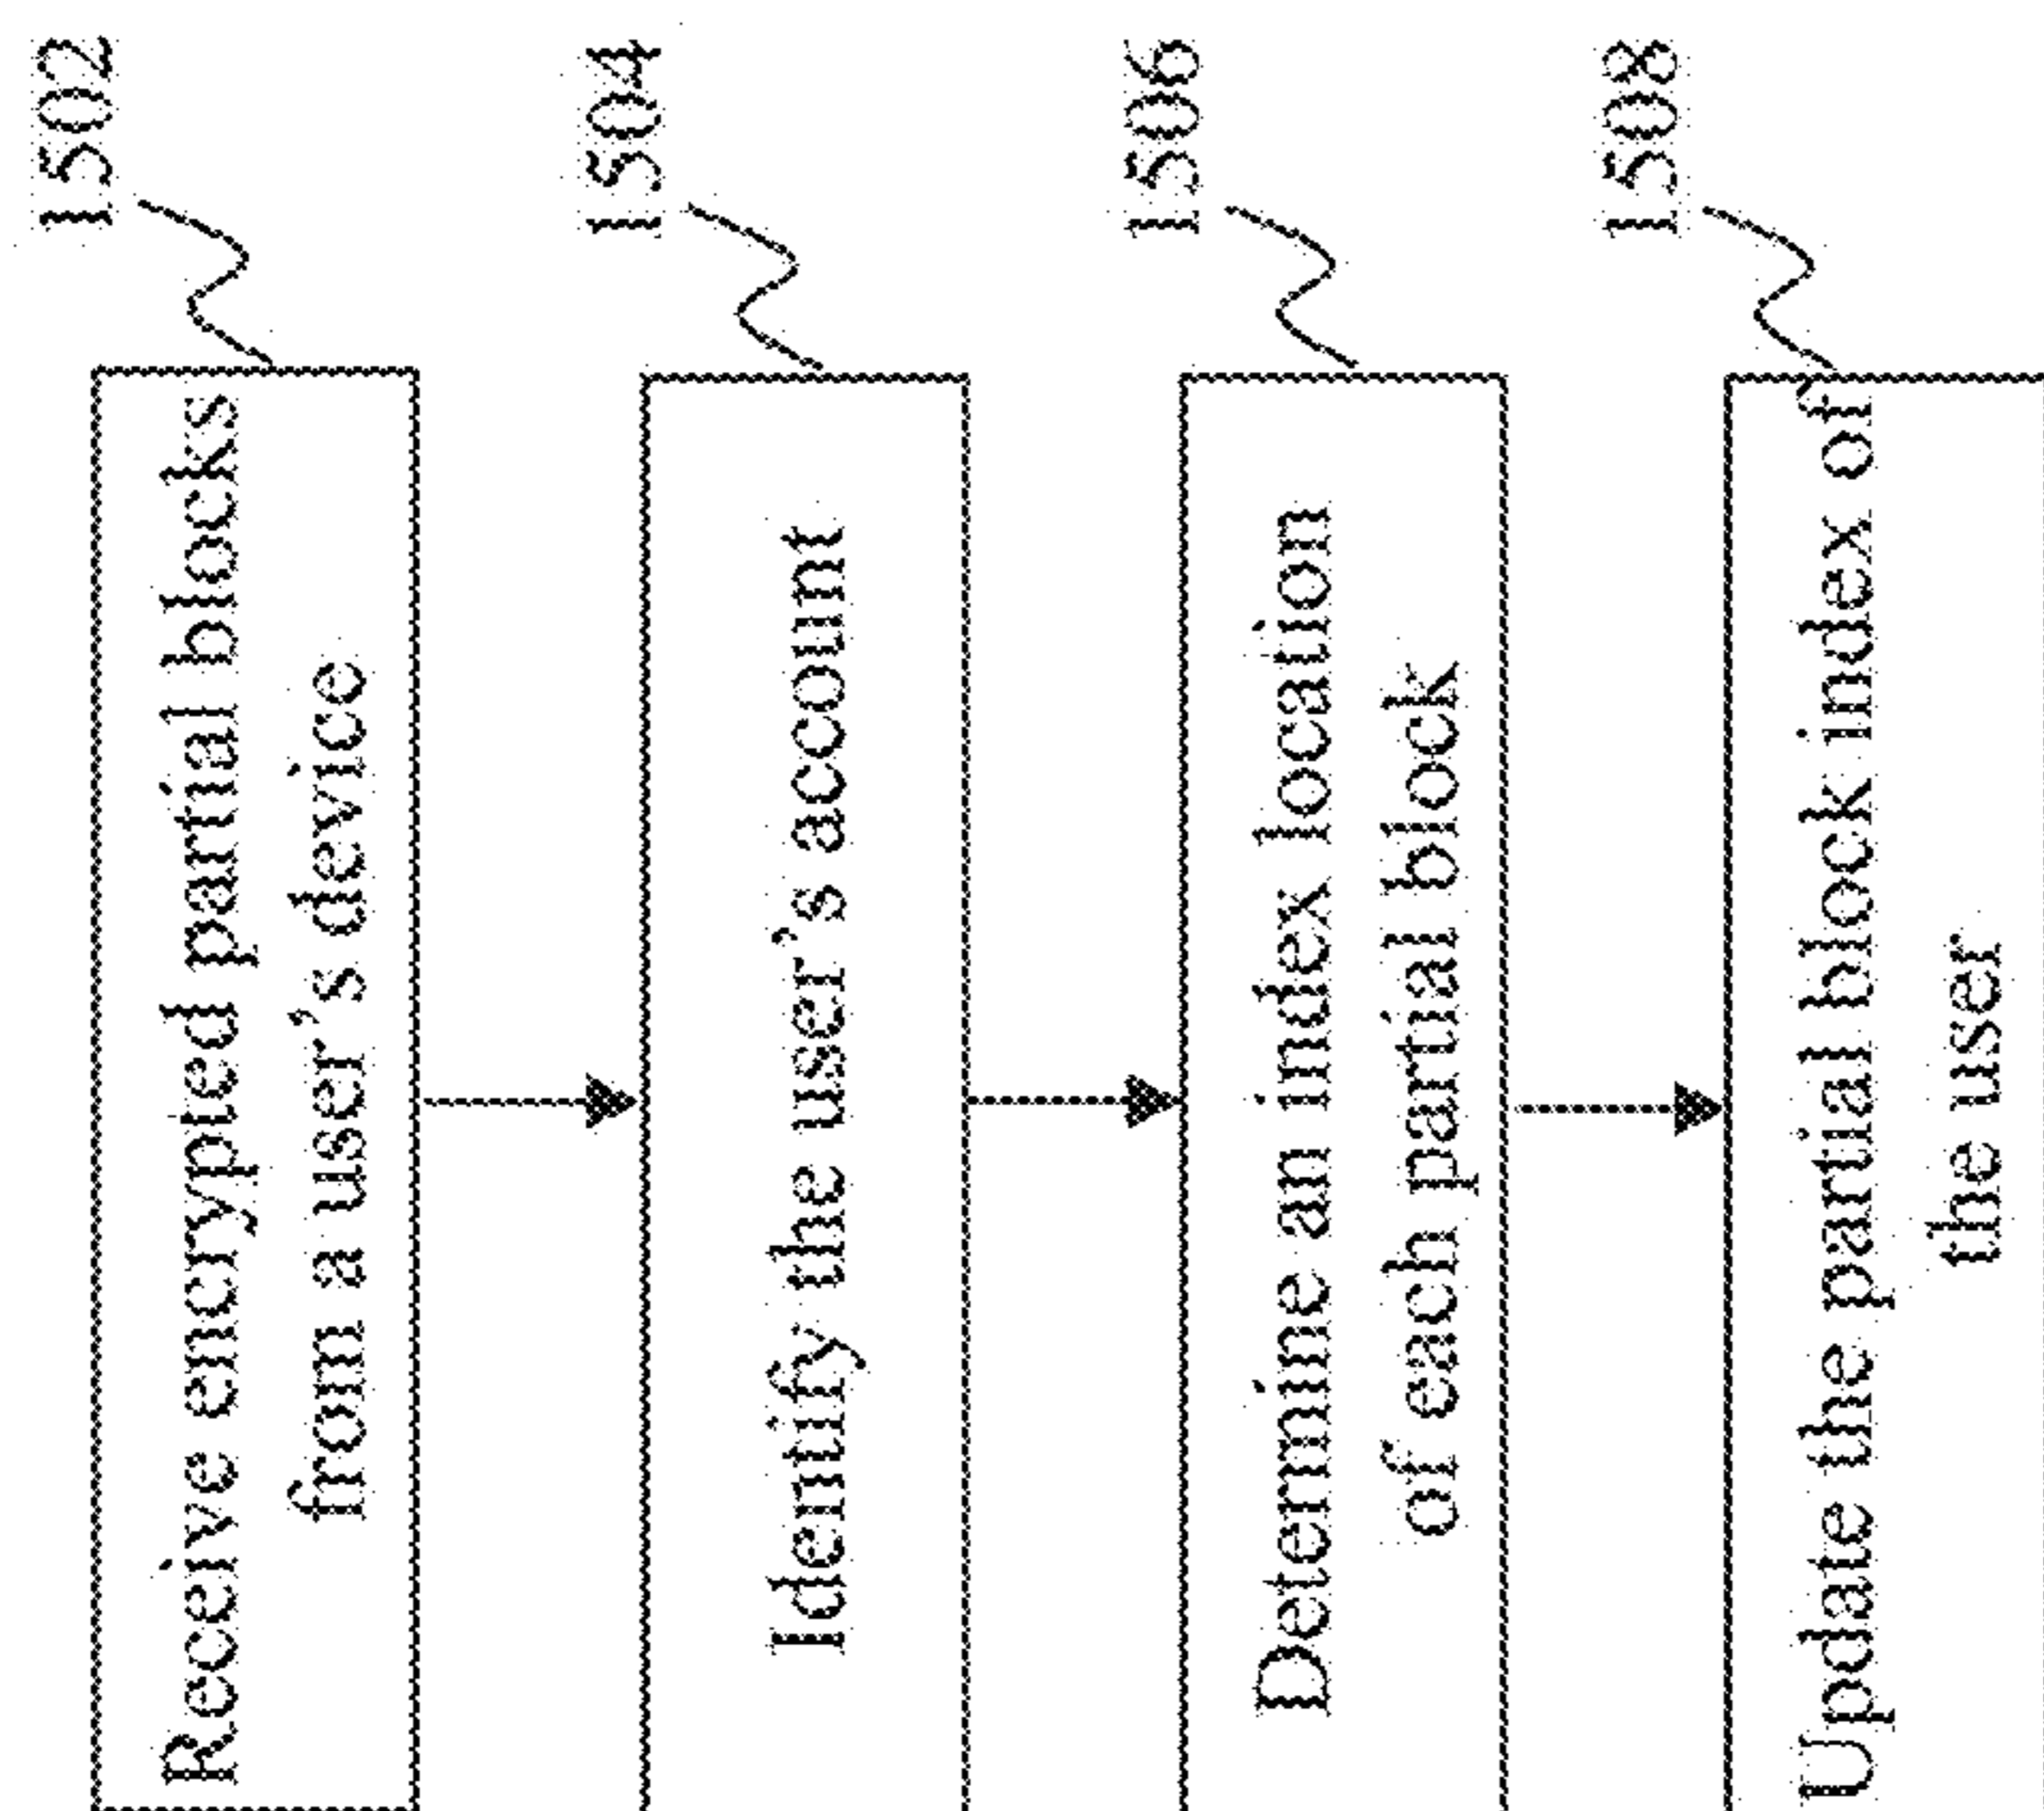 1502
Receive encrypted partial blocks
from a user's device
1504
Identify the user's account
1506
Determine an index location
of each partial block
1508
Update the partial block index of
the user